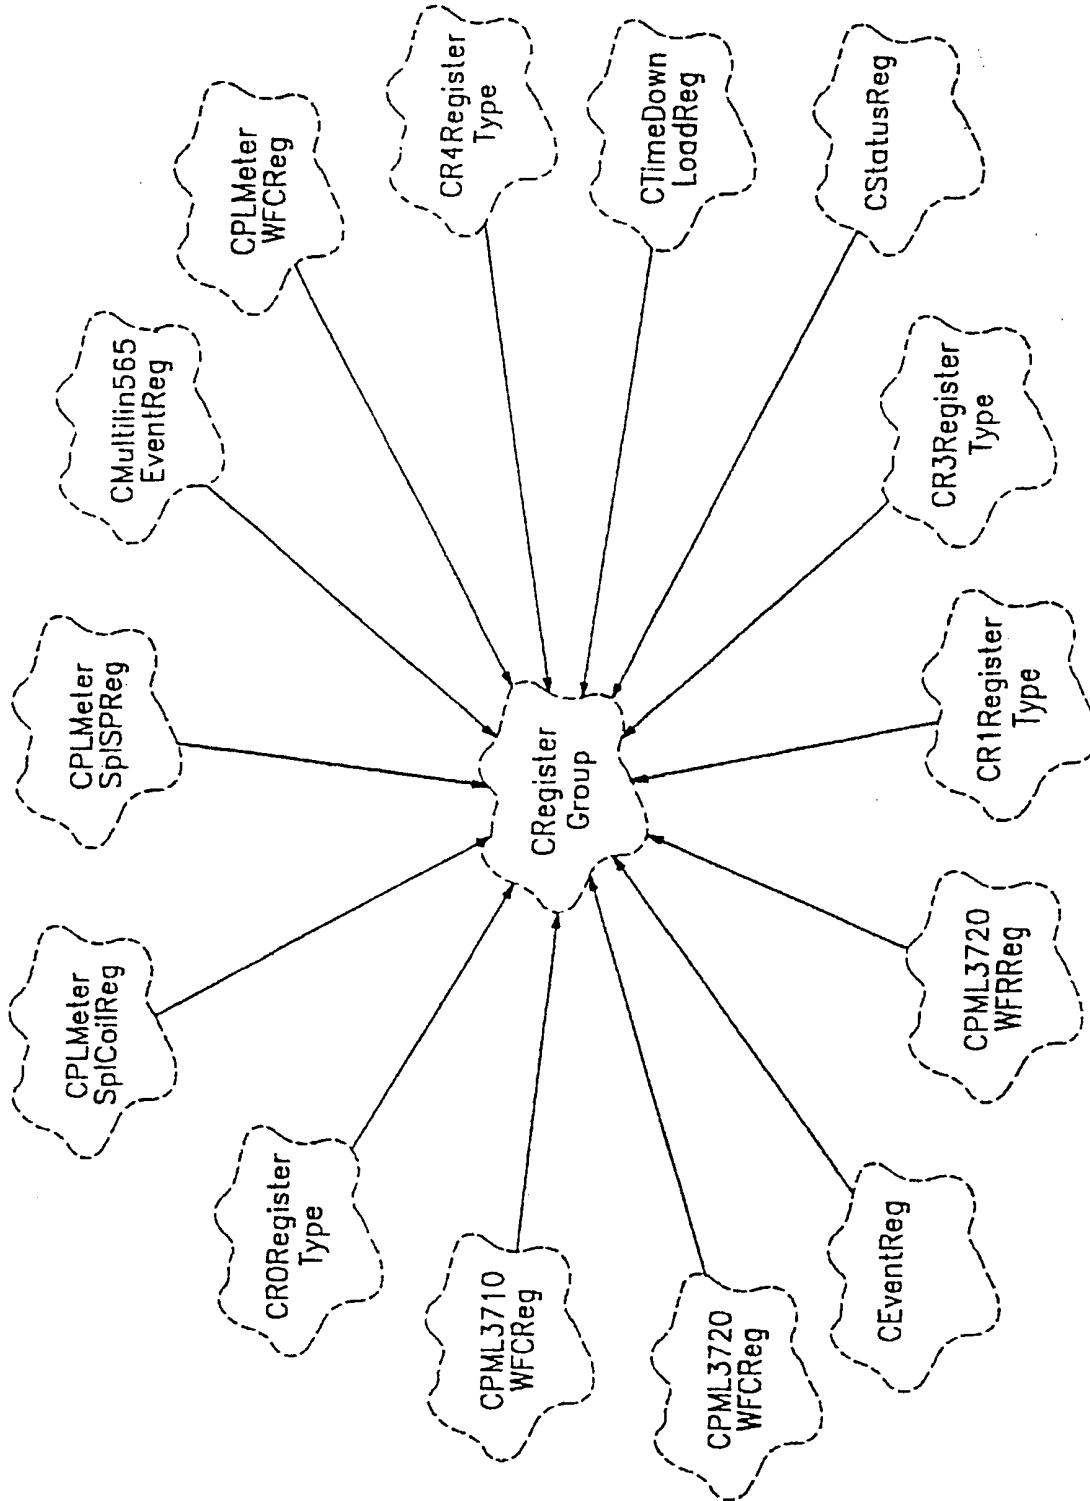 CPLMeter
SplCoilReg
CPLMeter
SplSPReg
CMultilin565
EventReg
CPLMeter
WFCReg
CR4Register
Type
CTimeDown
LoadReg
CStatusReg
CR3Register
Type
CR1Register
Type
CPML3720
WFRReg
CEventReg
CPML3720
WFCReg
CPML3710
WFCReg
CR0Register
Type
CRegister
Group